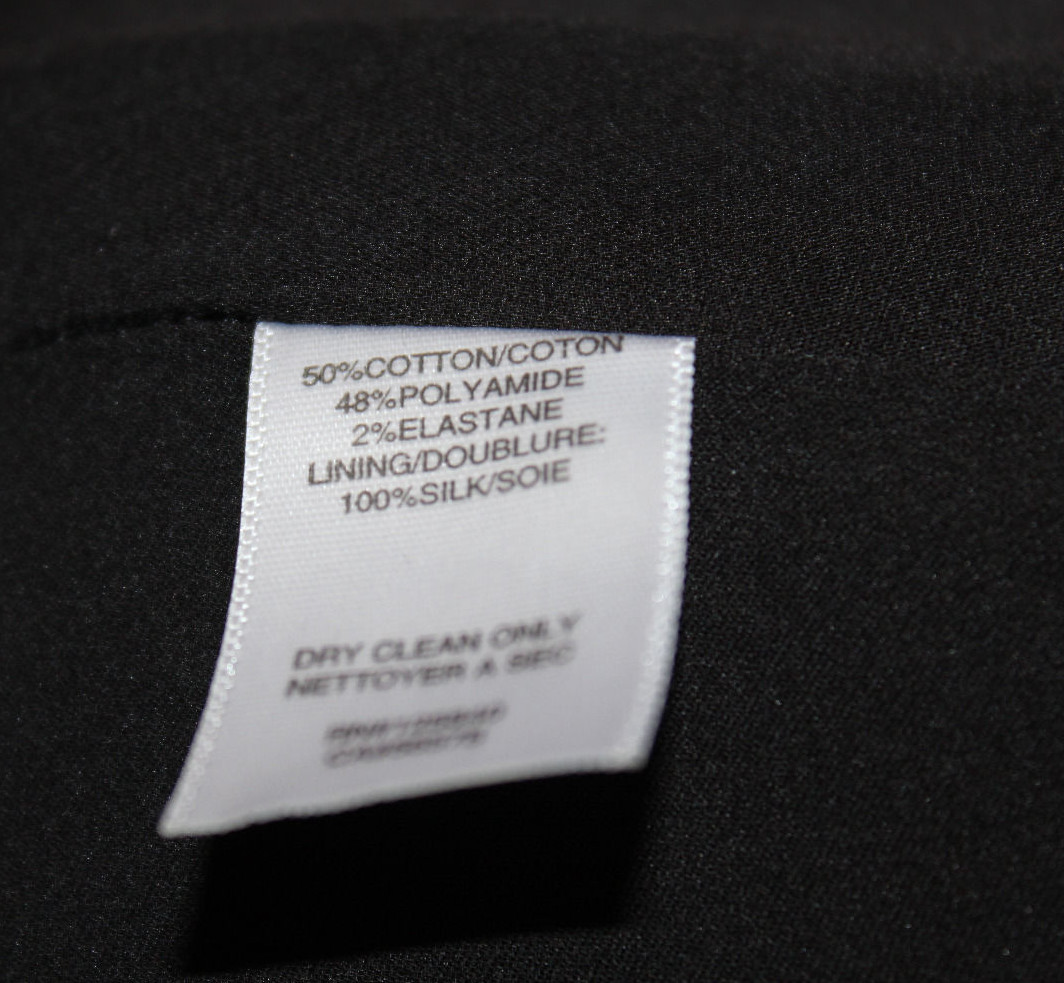 50%COTTON/COTON
48%POLYAMIDE
2%ELASTANE
LINING/DOUBLURE:
100%SILK/SOIE
DRY CLEAN ONLY
NETTOYER A SEC